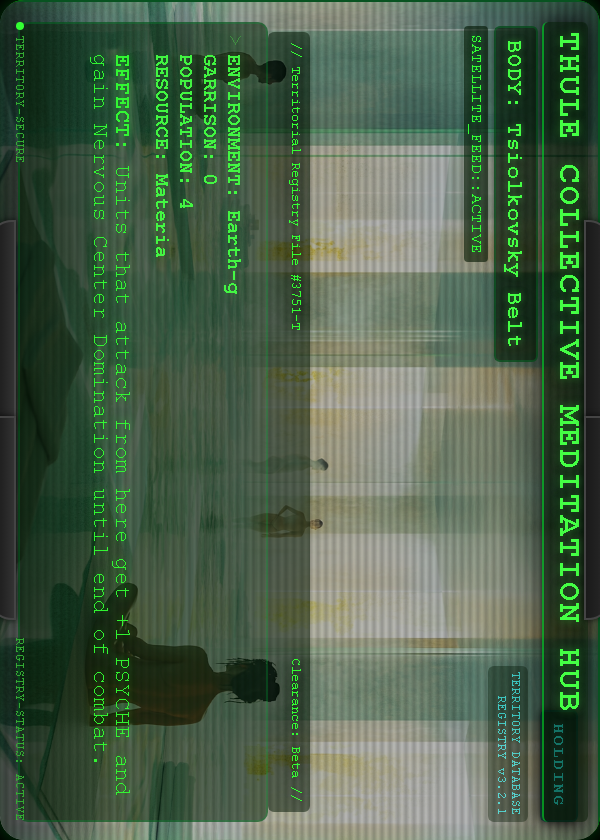 THULE COLLECTIVE MEDITATION HUB
HOLDING
BODY: Tsiolkovsky Belt
TERRITORY DATABASE
REGISTRY v3.2.1
SATELLITE_FEED::ACTIVE
// Territorial Registry File #3751-T
Clearance: Beta //
> ENVIRONMENT: Earth-g
GARRISON: 0
POPULATION: 4
RESOURCE: Materia
EFFECT: Units that attack from here get +1 PSYCHE and
gain Nervous Center Domination until end of combat.
TERRITORY-SECURE
REGISTRY-STATUS: ACTIVE